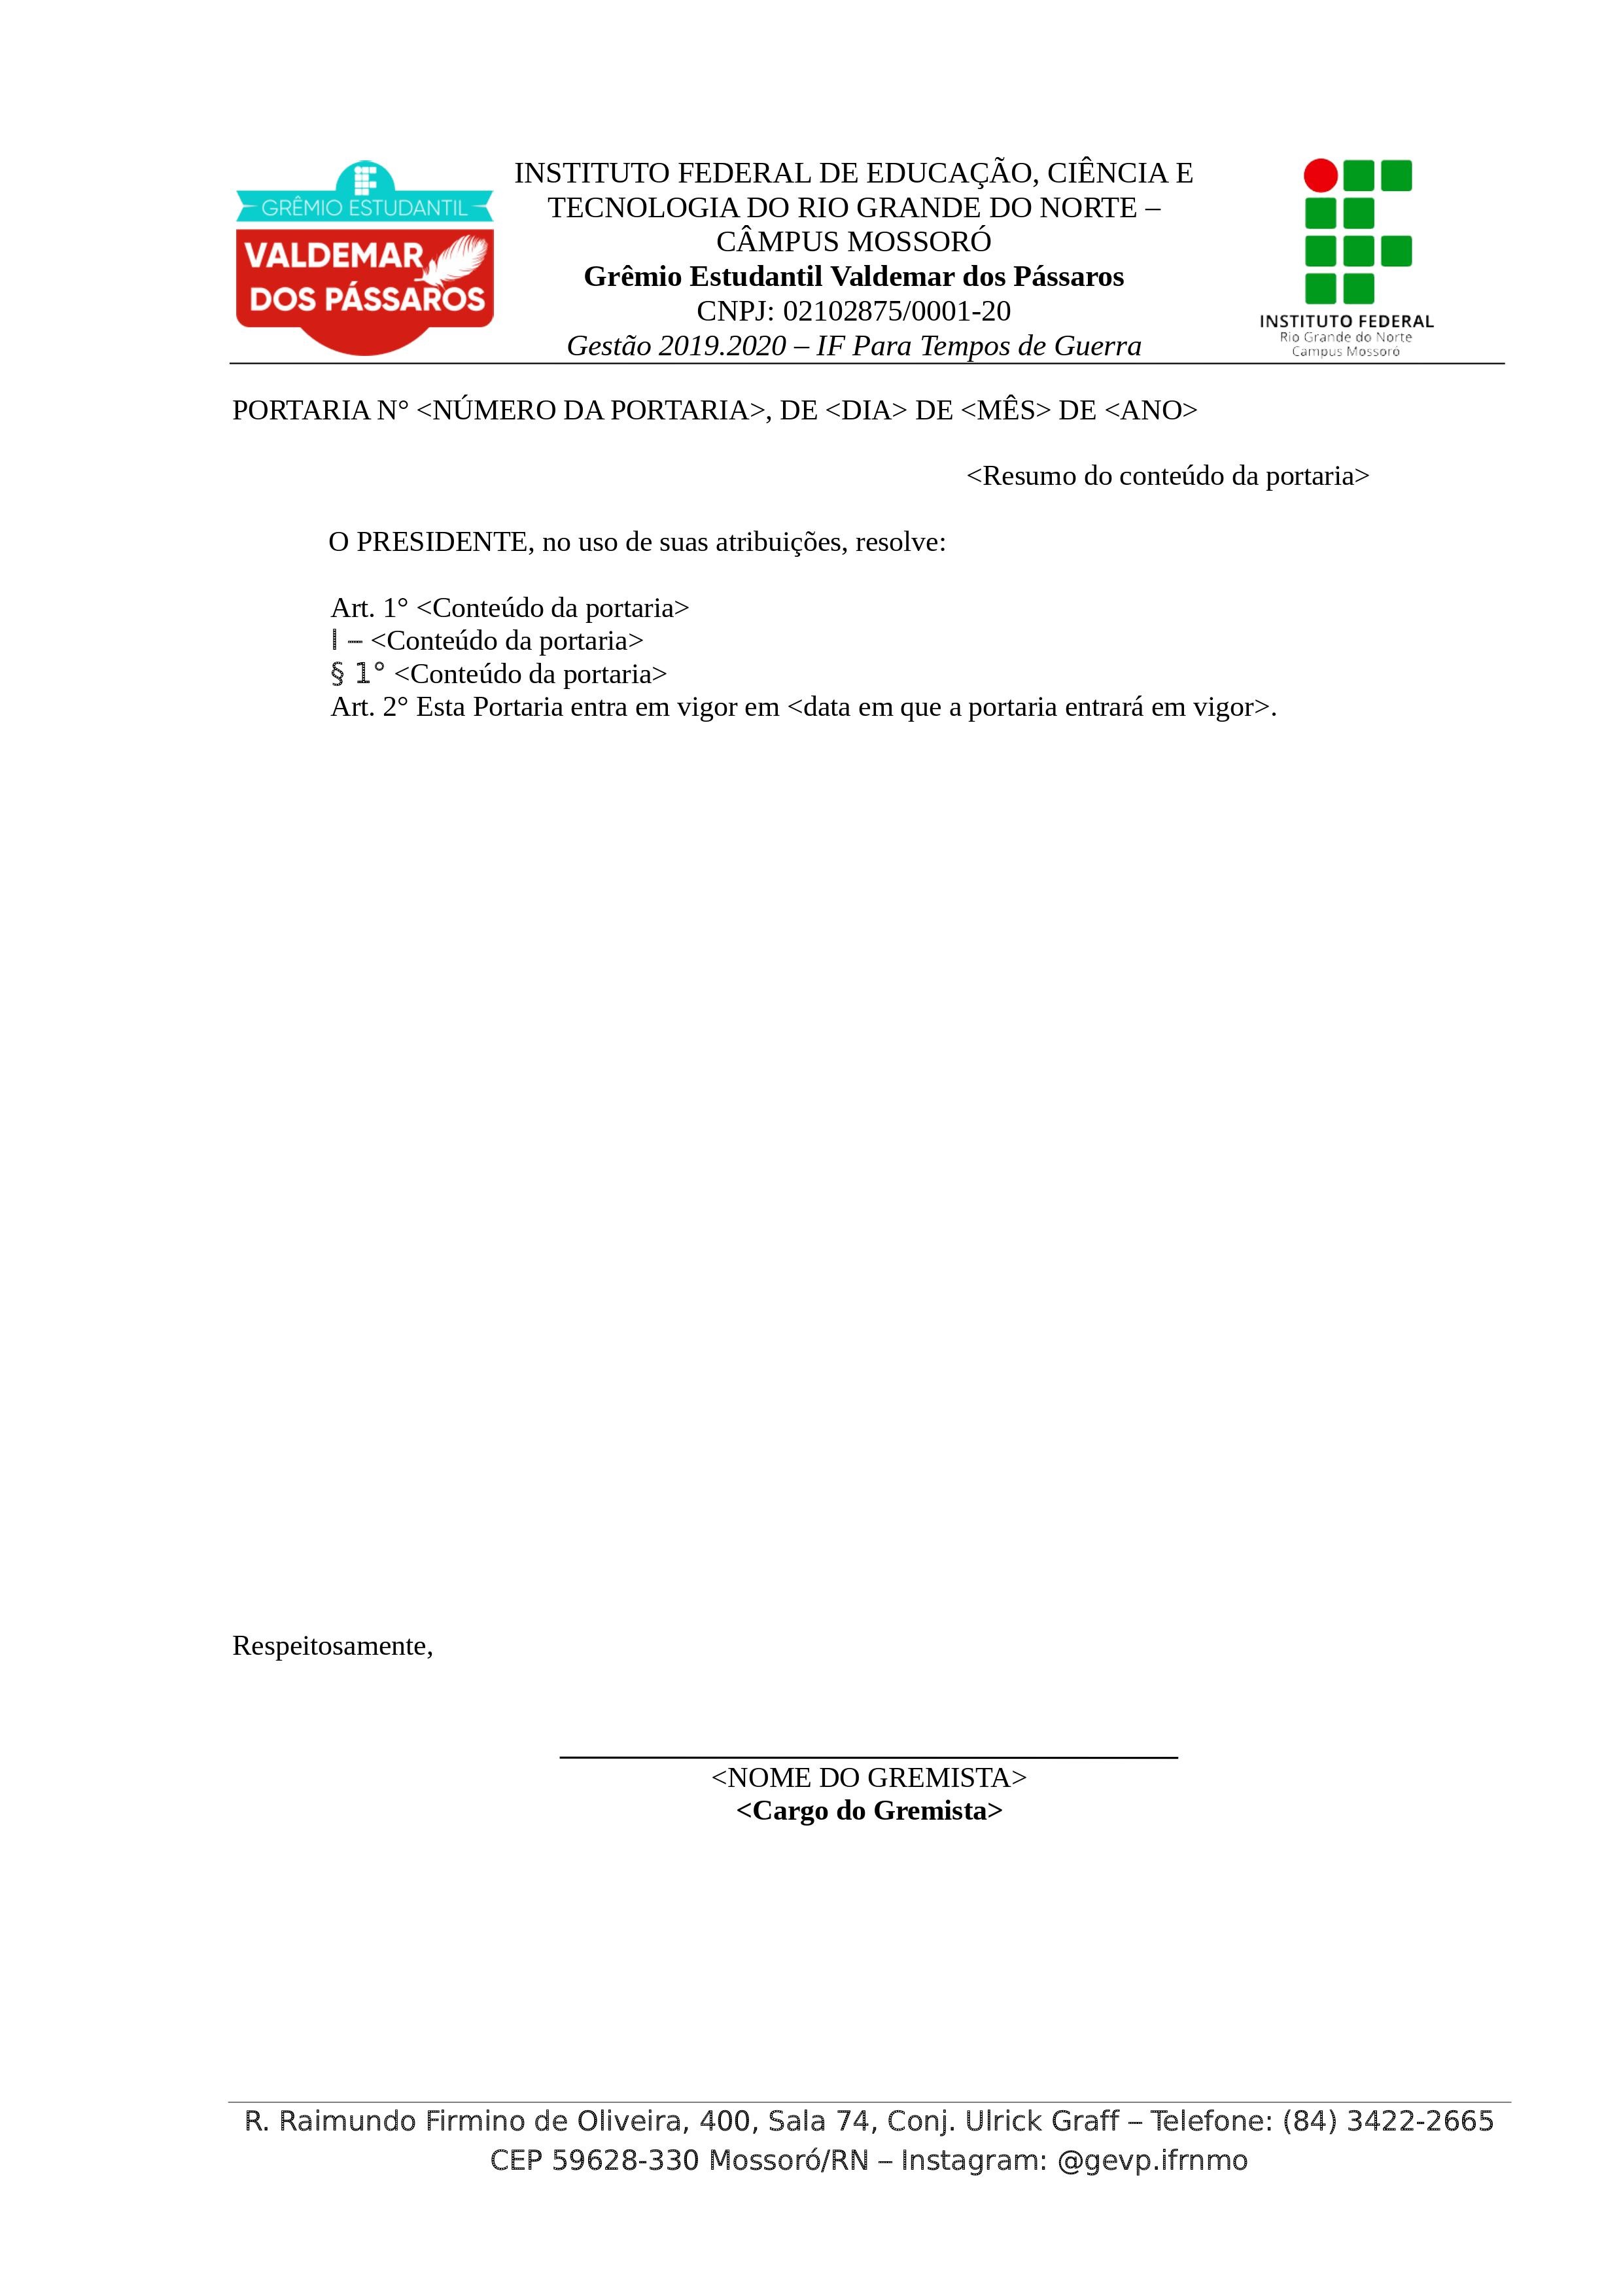 GRÊMIO ESTUDANTIL
VALDEMAR
DOS PÁSSAROS
INSTITUTO FEDERAL DE EDUCAÇÃO, CIÊNCIA E
TECNOLOGIA DO RIO GRANDE DO NORTE –
CÂMPUS MOSSORÓ
Grêmio Estudantil Valdemar dos Pássaros
CNPJ: 02102875/0001-20
Gestão 2019.2020 – IF Para Tempos de Guerra
INSTITUTO FEDERAL
Rio Grande do Norte
Campus Mossoró
PORTARIA N° <NÚMERO DA PORTARIA>, DE <DIA> DE <MÊS> DE <ANO>
<Resumo do conteúdo da portaria>
O PRESIDENTE, no uso de suas atribuições, resolve:
Art. 1° <Conteúdo da portaria>
I – <Conteúdo da portaria>
§ 1° <Conteúdo da portaria>
Art. 2° Esta Portaria entra em vigor em <data em que a portaria entrará em vigor>.
Respeitosamente,
<NOME DO GREMISTA>
<Cargo do Gremista>
R. Raimundo Firmino de Oliveira, 400, Sala 74, Conj. Ulrick Graff – Telefone: (84) 3422-2665
CEP 59628-330 Mossoró/RN – Instagram: @gevp.ifrnmo